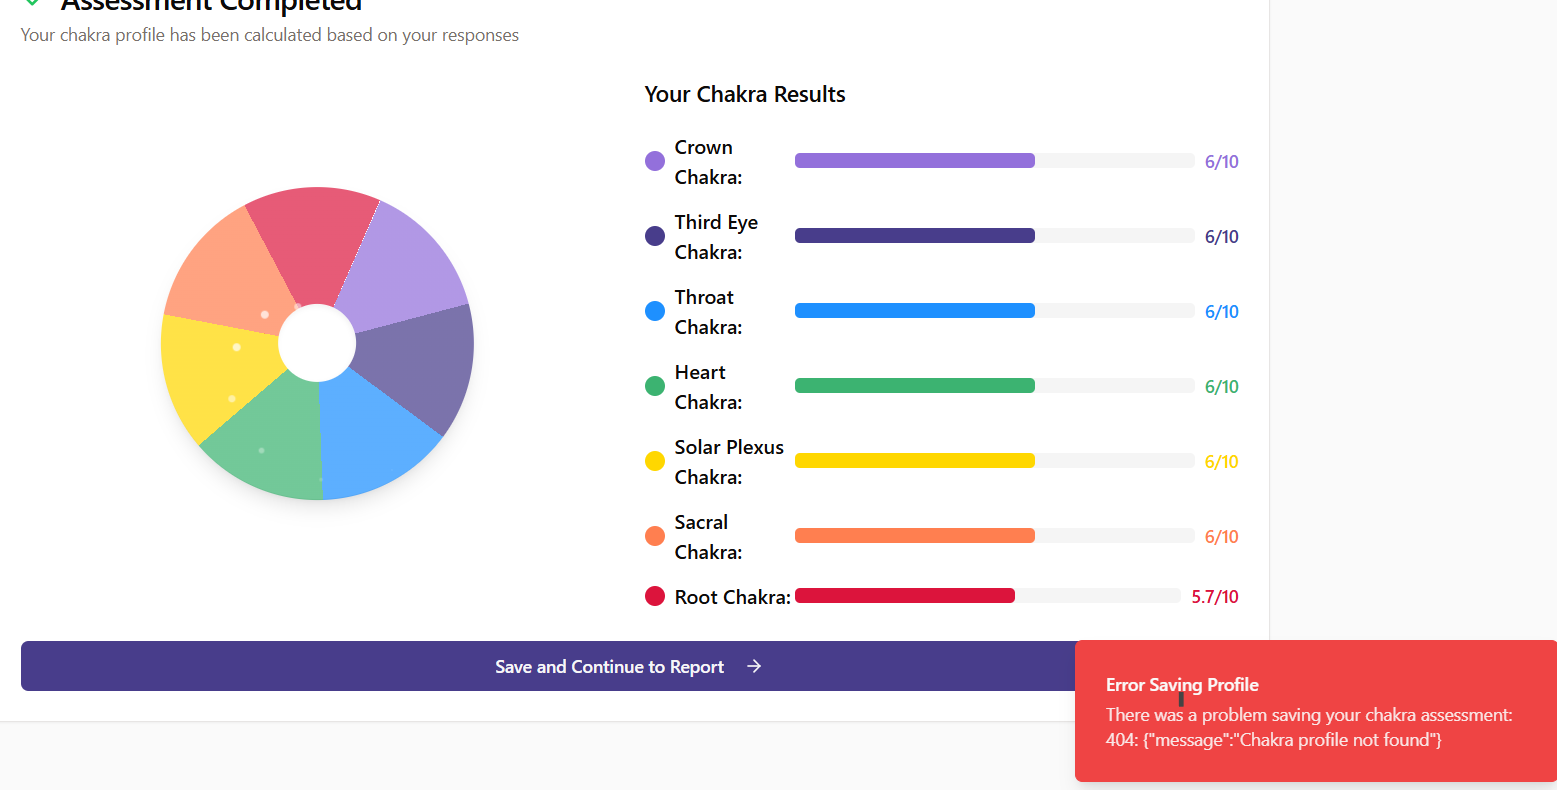 Assessment Completed
Your chakra profile has been calculated based on your responses
Your Chakra Results
Crown
Chakra:
6/10
Third Eye
Chakra:
6/10
Throat
Chakra:
6/10
Heart
Chakra:
6/10
Solar Plexus
Chakra:
6/10
Sacral
Chakra:
6/10
Root Chakra:
5.7/10
Save and Continue to Report
Error Saving Profile
There was a problem saving your chakra assessment:
404: {"message":"Chakra profile not found"}